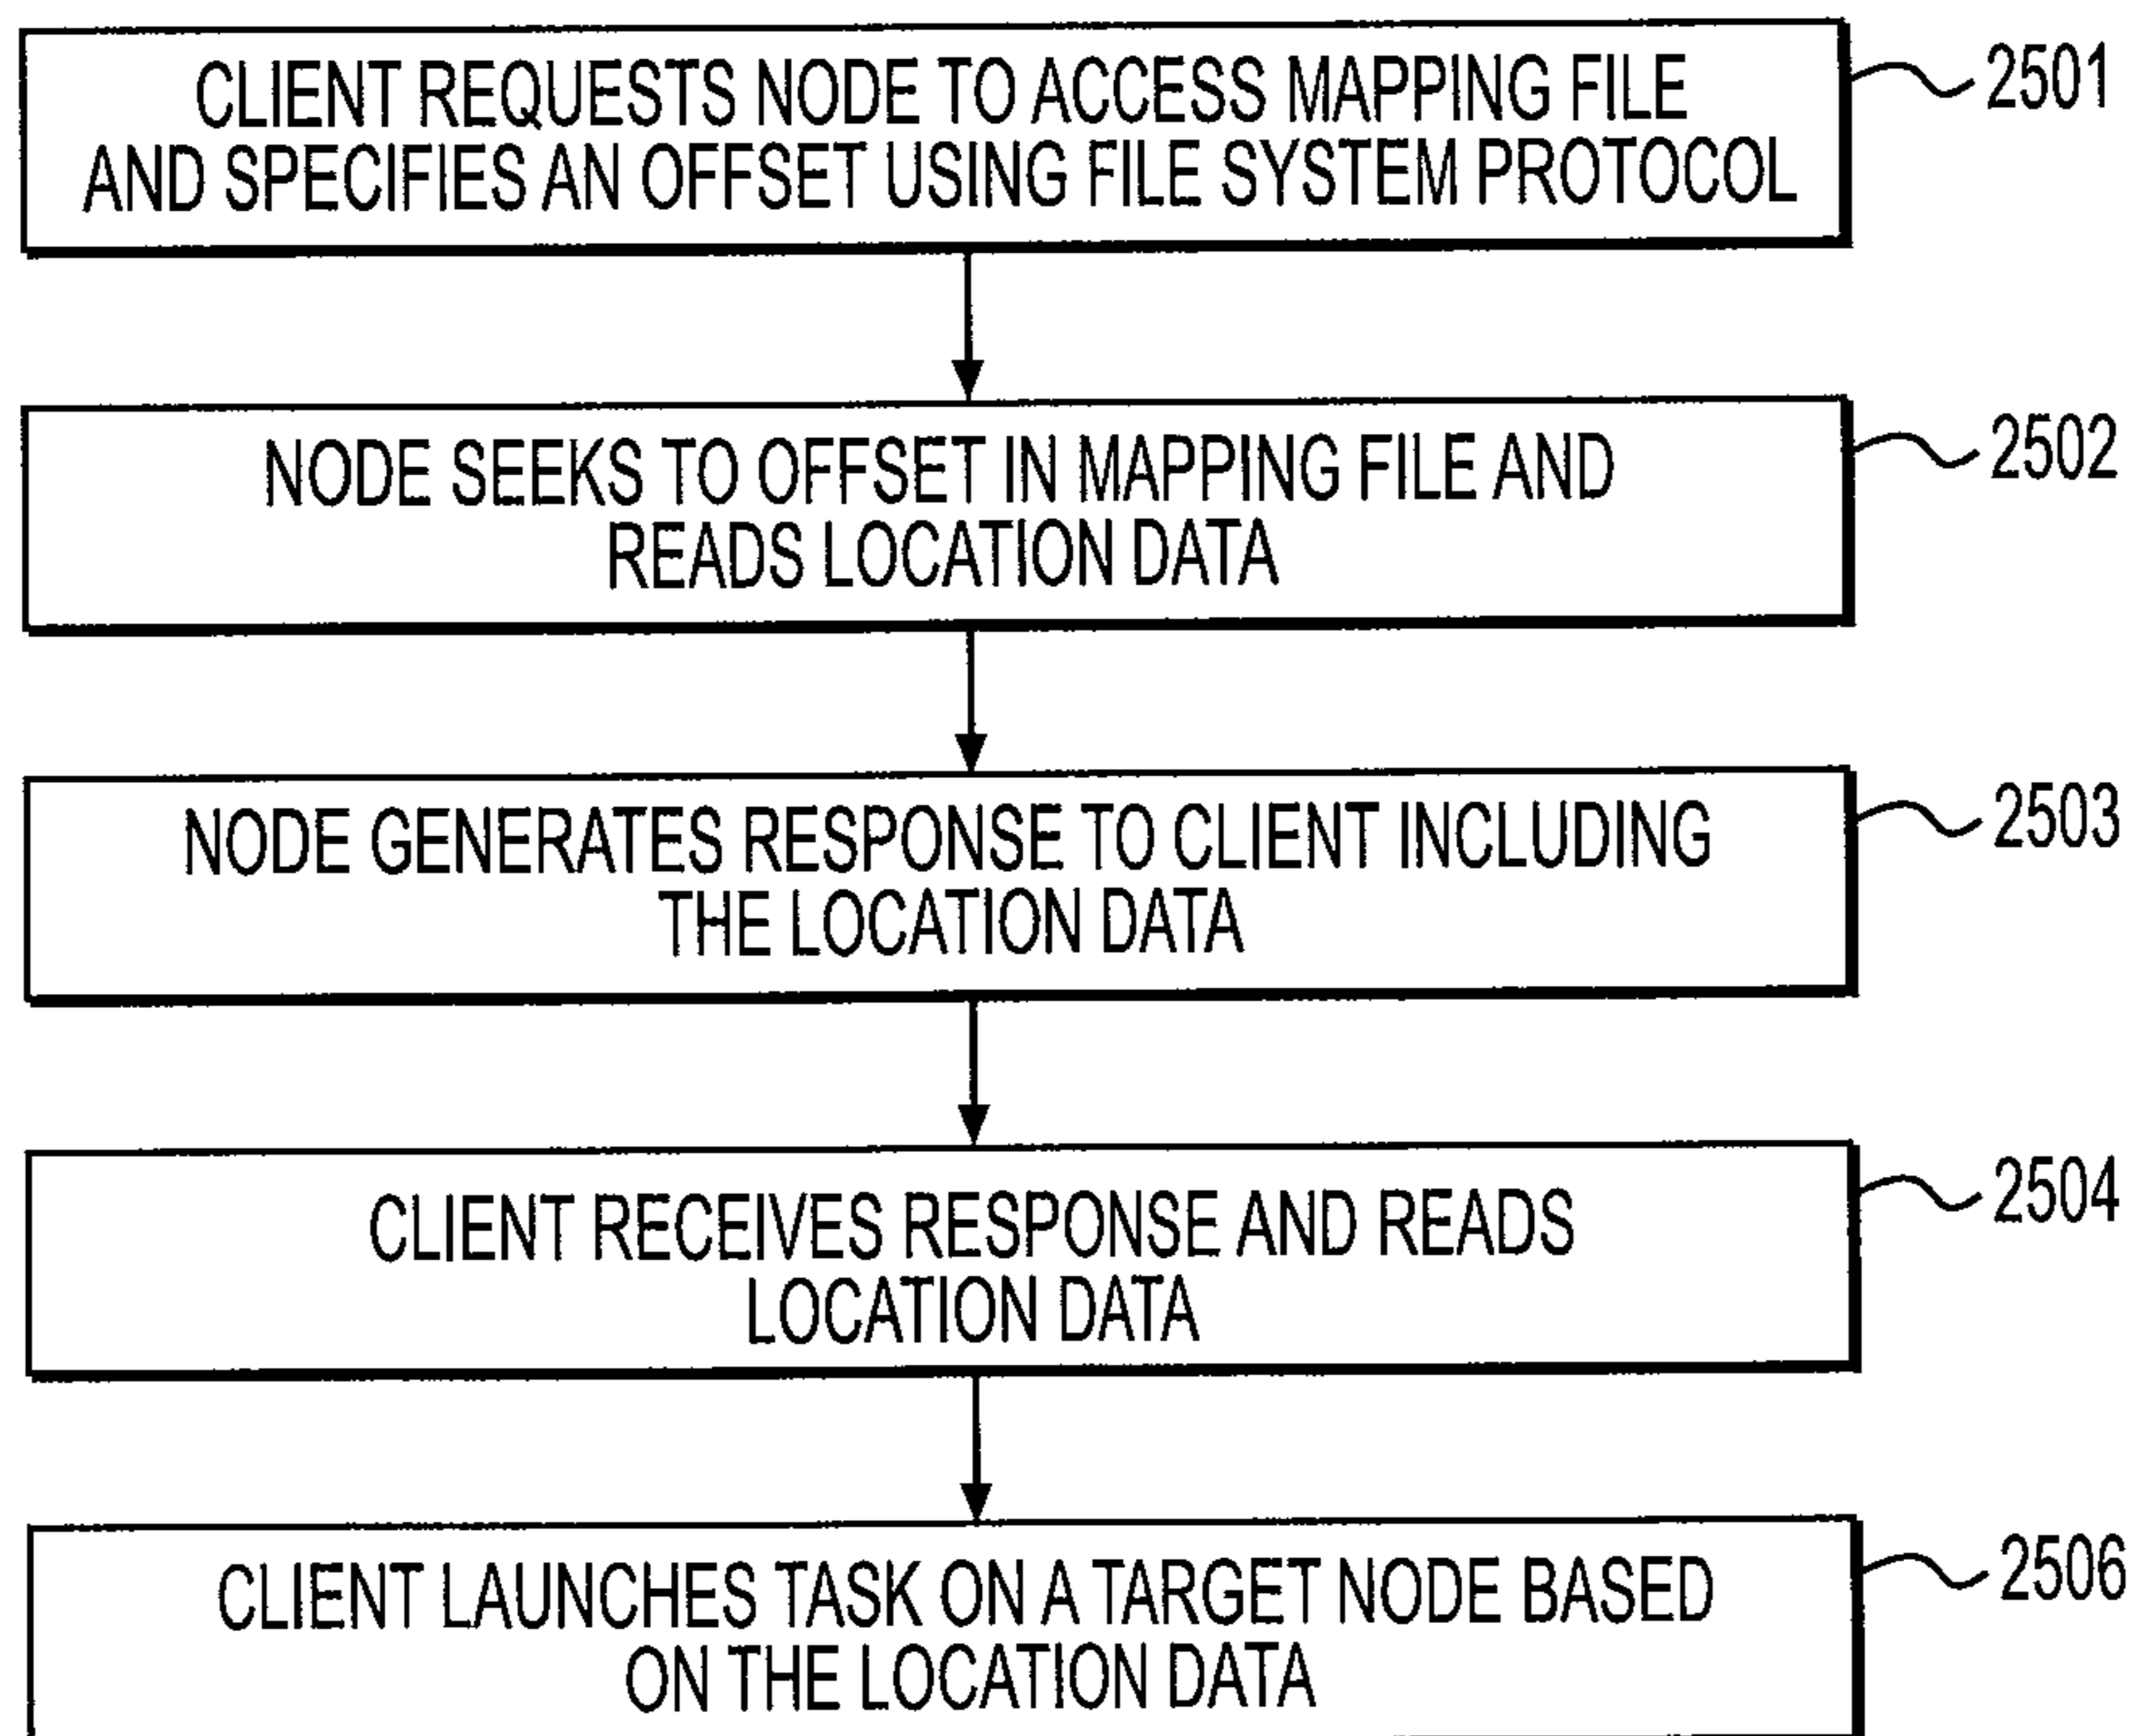 CLIENT REQUESTS NODE TO ACCESS MAPPING FILE
AND SPECIFIES AN OFFSET USING FILE SYSTEM PROTOCOL
2501
NODE SEEKS TO OFFSET IN MAPPING FILE AND
READS LOCATION DATA
2502
NODE GENERATES RESPONSE TO CLIENT INCLUDING
THE LOCATION DATA
2503
CLIENT RECEIVES RESPONSE AND READS
LOCATION DATA
2504
CLIENT LAUNCHES TASK ON A TARGET NODE BASED
ON THE LOCATION DATA
2506